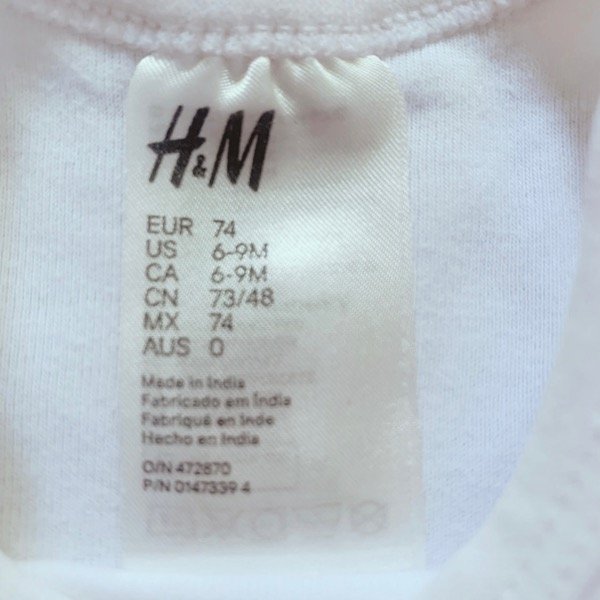 H&M
EUR 74
US 6-9M
CA 6-9M
CN 73/48
MX 74
AUS 0
Made in India
Fabricado em Índia
Fabriqué en Inde
Hecho en India
O/N 472870
P/N 0147339 4